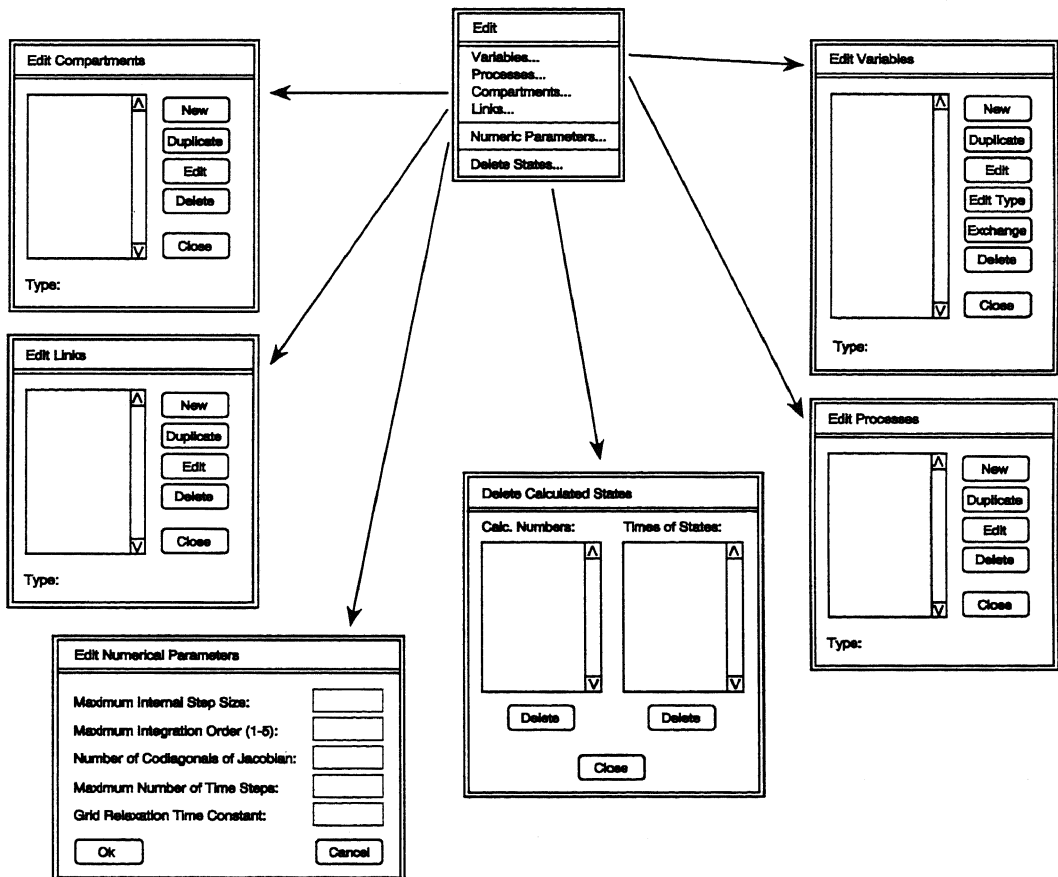 Edit
Variables...
Processes...
Compartments...
Links...
Numeric Parameters...
Delete States...
Edit Compartments
New
Duplicate
Edit
Delete
Close
Type:
Edit Variables
New
Duplicate
Edit
Edit Type
Exchange
Delete
Close
Type:
Edit Links
New
Duplicate
Edit
Delete
Close
Type:
Edit Processes
New
Duplicate
Edit
Delete
Close
Type:
Delete Calculated States
Calc. Numbers: Times of States:
Delete Delete
Close
Edit Numerical Parameters
Maximum Internal Step Size:
Maximum Integration Order (1-5):
Number of Codiagonals of Jacobian:
Maximum Number of Time Steps:
Grid Relaxation Time Constant:
Ok Cancel